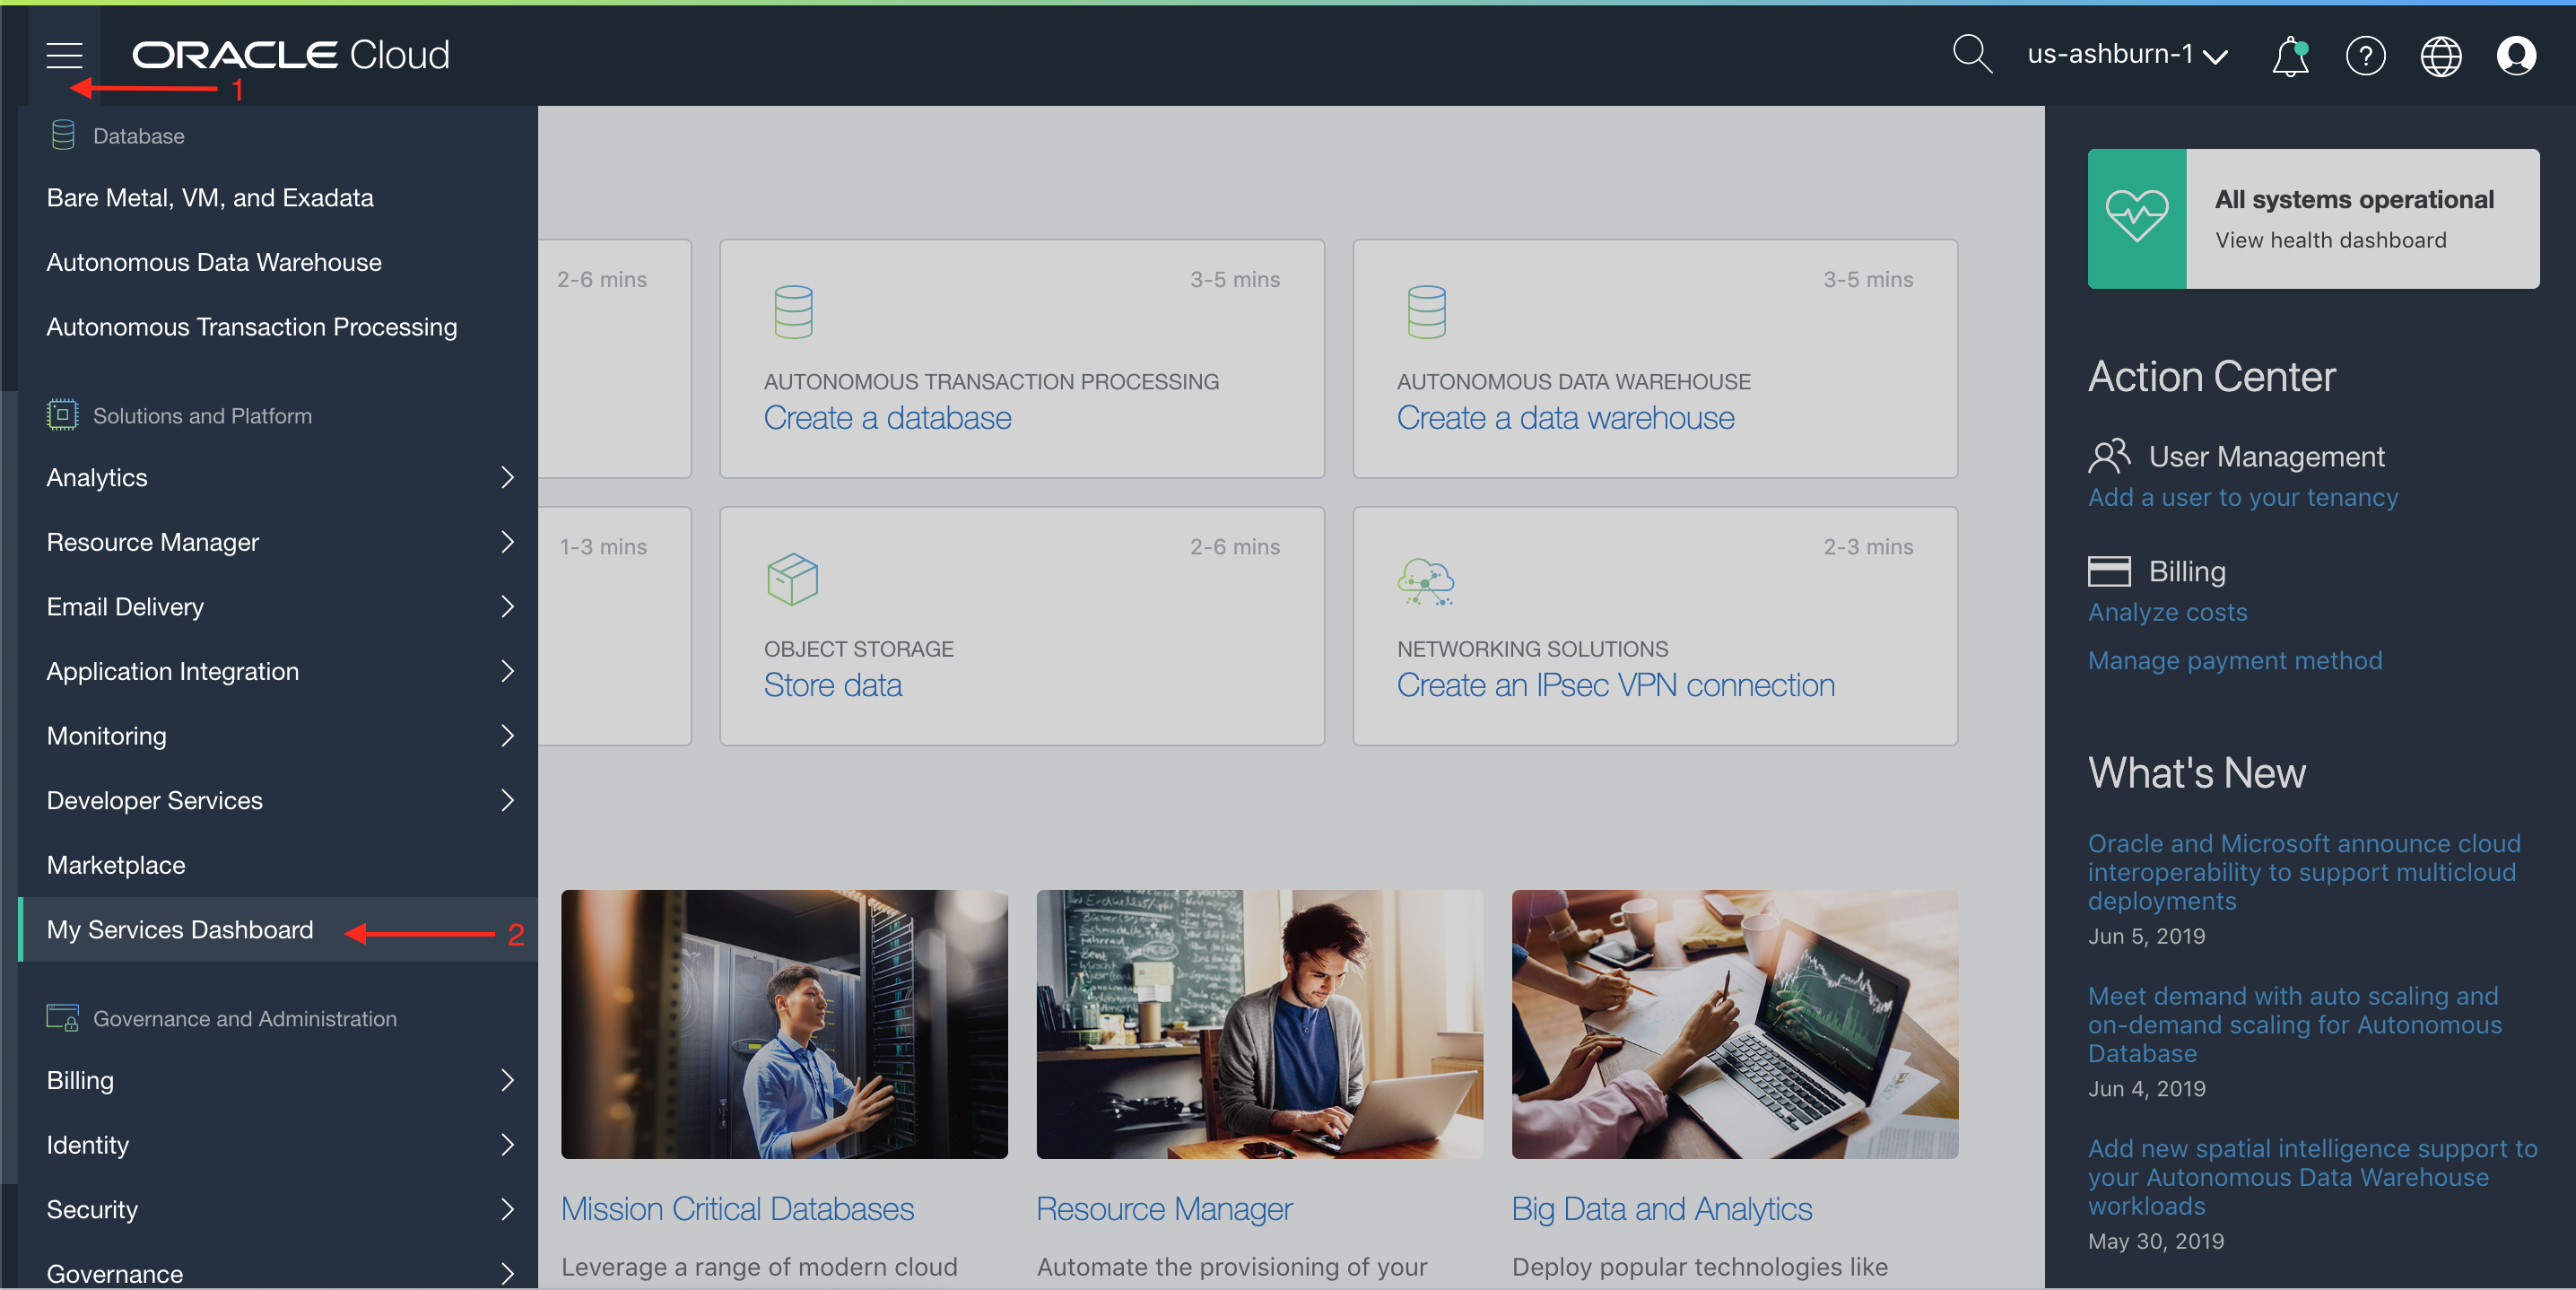 ORACLE Cloud
us-ashburn-1
1
Database
Bare Metal, VM, and Exadata
Autonomous Data Warehouse
Autonomous Transaction Processing
Solutions and Platform
Analytics
Resource Manager
Email Delivery
Application Integration
Monitoring
Developer Services
Marketplace
My Services Dashboard
2
Governance and Administration
Billing
Identity
Security
Governance
2-6 mins
3-5 mins
AUTONOMOUS TRANSACTION PROCESSING
Create a database
3-5 mins
AUTONOMOUS DATA WAREHOUSE
Create a data warehouse
1-3 mins
2-6 mins
OBJECT STORAGE
Store data
2-3 mins
NETWORKING SOLUTIONS
Create an IPsec VPN connection
Mission Critical Databases
Leverage a range of modern cloud
Resource Manager
Automate the provisioning of your
Big Data and Analytics
Deploy popular technologies like
All systems operational
View health dashboard
Action Center
User Management
Add a user to your tenancy
Billing
Analyze costs
Manage payment method
What's New
Oracle and Microsoft announce cloud
interoperability to support multicloud
deployments
Jun 5, 2019
Meet demand with auto scaling and
on-demand scaling for Autonomous
Database
Jun 4, 2019
Add new spatial intelligence support to
your Autonomous Data Warehouse
workloads
May 30, 2019